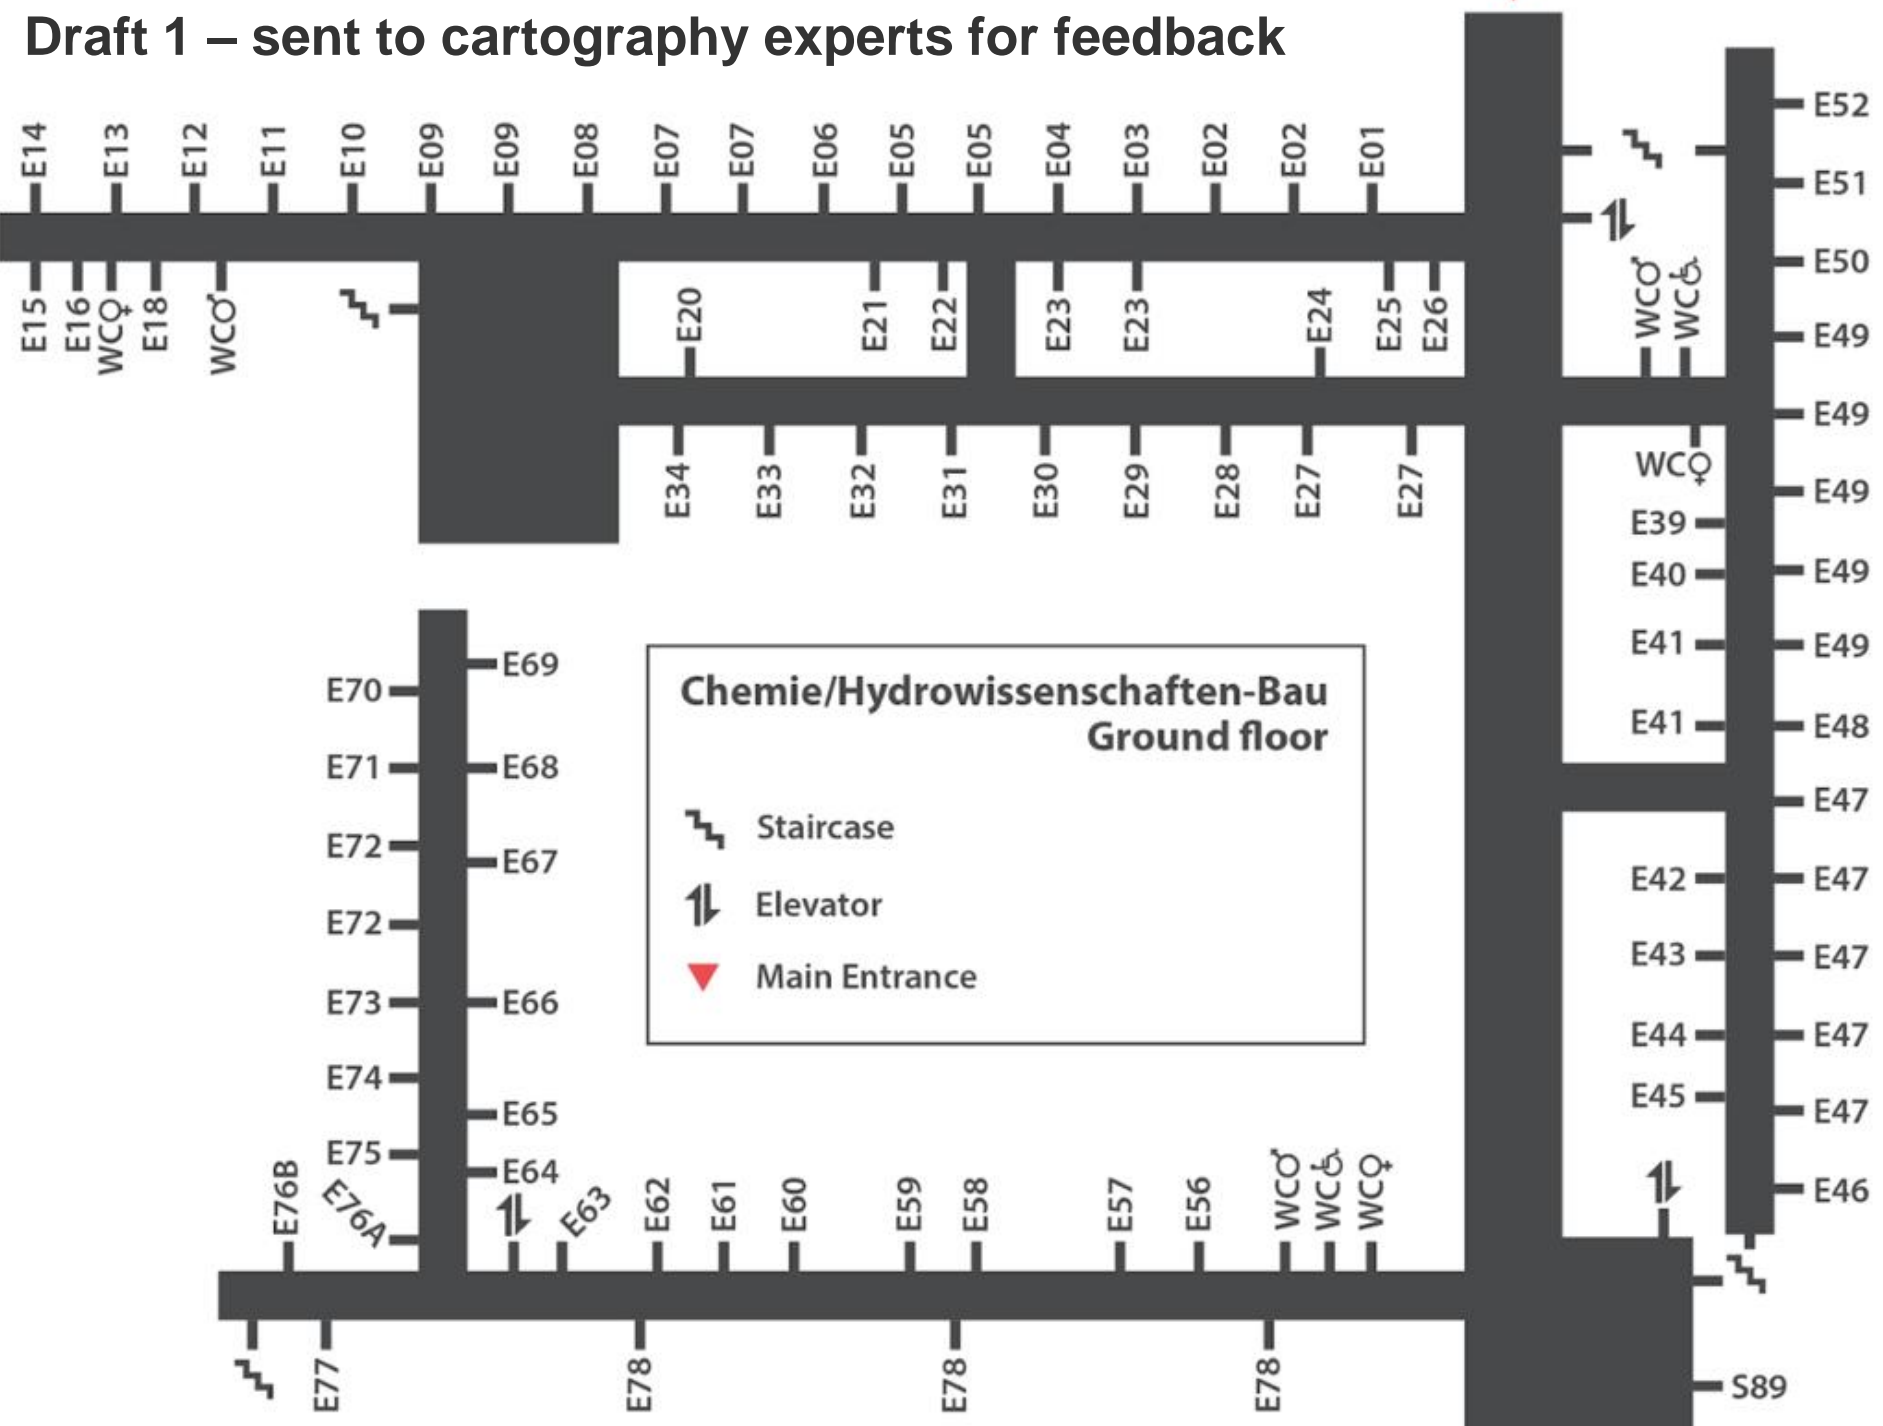 Draft 1 – sent to cartography experts for feedback
E14 E13 E12 E11 E10 E09 E09 E08 E07 E07 E06 E05 E05 E04 E03 E02 E02 E01
E52
E51
E50
E49
E49
E49
E49
E49
E48
E47
E47
E47
E47
E47
E46
E15 E16 WC♀ E18 WC♂
E20 E21 E22 E23 E23 E24 E25 E26
WC♂ WC♿
E34 E33 E32 E31 E30 E29 E28 E27 E27
WC♀
E39
E40
E41
E41
E42
E43
E44
E45
E70
E71
E72
E72
E73
E74
E75
E76A
E76B
E69
E68
E67
E66
E65
E64
Chemie/Hydrowissenschaften-Bau
Ground floor
Staircase
Elevator
Main Entrance
E63 E62 E61 E60 E59 E58 E57 E56 WC♂ WC♿ WC♀
E77 E78 E78 E78
S89